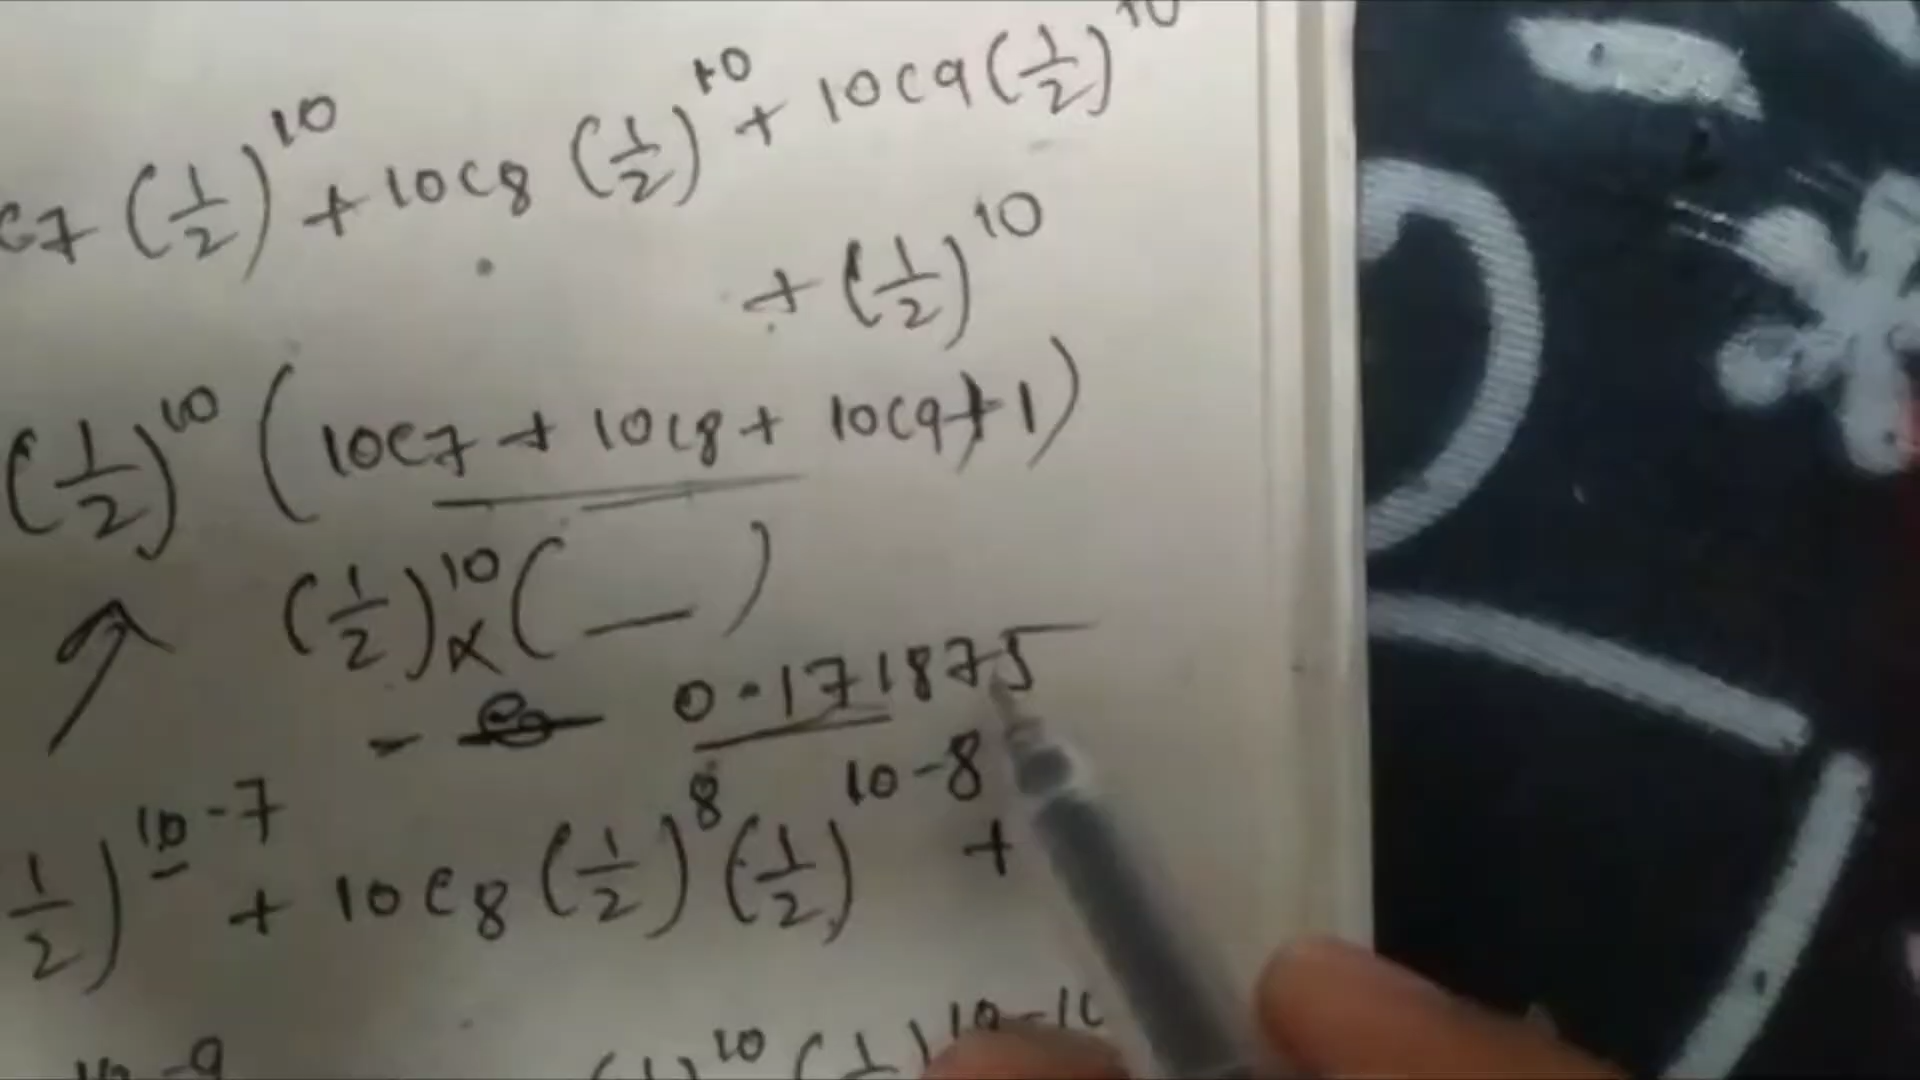 c7 (1/2)^10 + 10c8 (1/2)^10 + 10c9 (1/2)^10
+ (1/2)^10
(1/2)^10 (10c7 + 10c8 + 10c9 + 1)
(1/2)^10 × ( — )
- 0.171875
1/2)^10-7 + 10c8 (1/2)^8 (1/2)^10-8 +
10-9